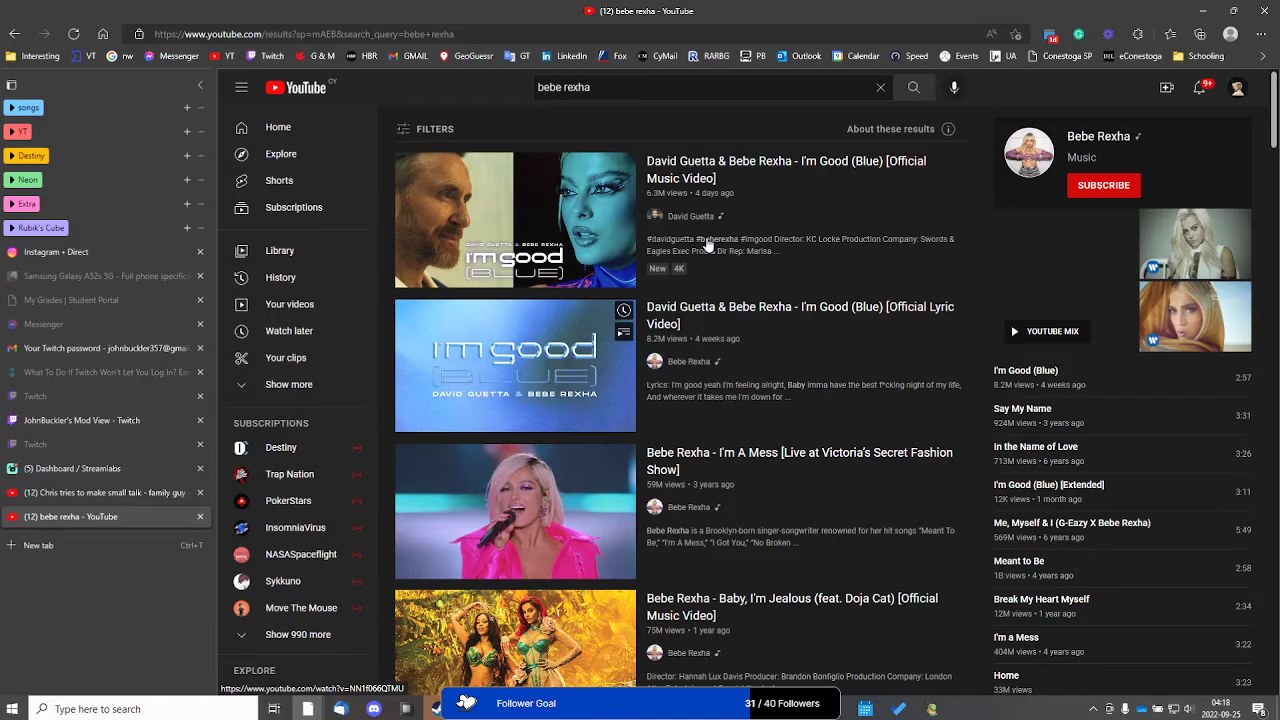 (12) bebe rexha - YouTube
https://www.youtube.com/results?sp=mAEB&search_query=bebe+rexha
Interesting
VT
rw
Messenger
YT
Twitch
G & M
HBR
GMAIL
GeoGuessr
GT
LinkedIn
Fox
CyMail
RARBG
PB
Outlook
Calendar
Speed
UA
Conestoga SP
eConestoga
Schooling
songs
YT
Destiny
Neon
Extra
Rubik's Cube
Instagram • Direct
Samsung Galaxy A52s 5G - Full phone specific
My Grades | Student Portal
Messenger
Your Twitch password - johnbuckler357@gmai
What To Do If Twitch Won't Let You Log In? Ea
Twitch
JohnBuckler's Mod View - Twitch
Twitch
(5) Dashboard / Streamlabs
(12) Chris tries to make small talk - family guy
(12) bebe rexha - YouTube
New tab
Ctrl+T
YouTube CY
bebe rexha
9+
Home
Explore
Shorts
Subscriptions
Library
History
Your videos
Watch later
Your clips
Show more
SUBSCRIPTIONS
Destiny
Trap Nation
PokerStars
InsomniaVirus
NASASpaceflight
Sykkuno
Move The Mouse
Show 990 more
EXPLORE
https://www.youtube.com/watch?v=NN1f06OQTMU
FILTERS
About these results
DAVID GUETTA & BEBE REXHA
I'm good
(BLUE)
David Guetta & Bebe Rexha - I'm Good (Blue) [Official
Music Video]
6.3M views • 4 days ago
David Guetta
#davidguetta #beberexha #imgood Director: KC Locke Production Company: Swords &
Eagles Exec Dir Rep: Marisa ...
New
4K
I'm good
(BLUE)
DAVID GUETTA & BEBE REXHA
David Guetta & Bebe Rexha - I'm Good (Blue) [Official Lyric
Video]
8.2M views • 4 weeks ago
Bebe Rexha
Lyrics: I'm good yeah I'm feeling alright, Baby imma have the best f*cking night of my life,
And wherever it takes me I'm down for ...
Bebe Rexha - I'm A Mess [Live at Victoria's Secret Fashion
Show]
59M views • 3 years ago
Bebe Rexha
Bebe Rexha is a Brooklyn-born singer-songwriter renowned for her hit songs "Meant To
Be," "I'm A Mess," "I Got You," "No Broken ...
Bebe Rexha - Baby, I'm Jealous (feat. Doja Cat) [Official
Music Video]
75M views • 1 year ago
Bebe Rexha
Director: Hannah Lux Davis Producer: Brandon Bonfiglio Production Company: London
Bebe Rexha
Music
SUBSCRIBE
YOUTUBE MIX
I'm Good (Blue)
8.2M views • 4 weeks ago
2:57
Say My Name
924M views • 3 years ago
3:31
In the Name of Love
713M views • 6 years ago
3:26
I'm Good (Blue) [Extended]
12K views • 1 month ago
3:11
Me, Myself & I (G-Eazy X Bebe Rexha)
569M views • 6 years ago
5:49
Meant to Be
1B views • 4 years ago
2:58
Break My Heart Myself
12M views • 1 year ago
2:34
I'm a Mess
404M views • 4 years ago
3:22
Home
33M views
3:23
Type here to search
Follower Goal
31 / 40 Followers
04:18
2022-09-25